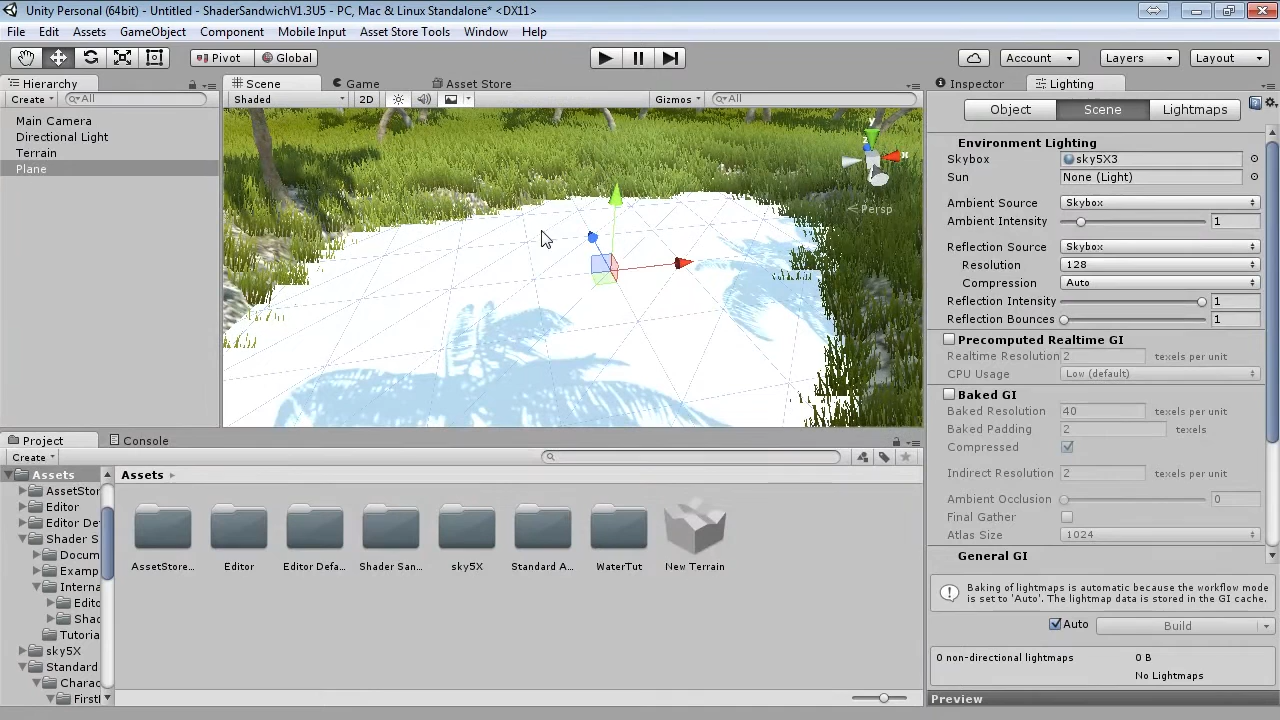 Unity Personal (64bit) - Untitled - ShaderSandwichV1.3U5 - PC, Mac & Linux Standalone* <DX11>
File Edit Assets GameObject Component Mobile Input Asset Store Tools Window Help
Pivot Global Account Layers Layout
Hierarchy Scene Game Asset Store Inspector Lighting
Create All Shaded 2D Gizmos All
Object Scene Lightmaps
Main Camera
Directional Light
Terrain
Plane
y
x
z
Persp
Environment Lighting
Skybox sky5X3
Sun None (Light)
Ambient Source Skybox
Ambient Intensity 1
Reflection Source Skybox
Resolution 128
Compression Auto
Reflection Intensity 1
Reflection Bounces 1
Precomputed Realtime GI
Realtime Resolution 2 texels per unit
CPU Usage Low (default)
Baked GI
Baked Resolution 40 texels per unit
Baked Padding 2 texels
Compressed
Indirect Resolution 2 texels per unit
Ambient Occlusion 0
Final Gather
Atlas Size 1024
General GI
Baking of lightmaps is automatic because the workflow mode
is set to 'Auto'. The lightmap data is stored in the GI cache.
Auto Build
0 non-directional lightmaps 0 B
No Lightmaps
Preview
Project Console
Create
Assets
AssetStor
Editor
Editor De
Shader S
Docum
Examp
Interna
Edito
Shad
Tutoria
sky5X
Standard
Charac
Firstl
Assets
AssetStore...
Editor
Editor Defa...
Shader San...
sky5X
Standard A...
WaterTut
New Terrain